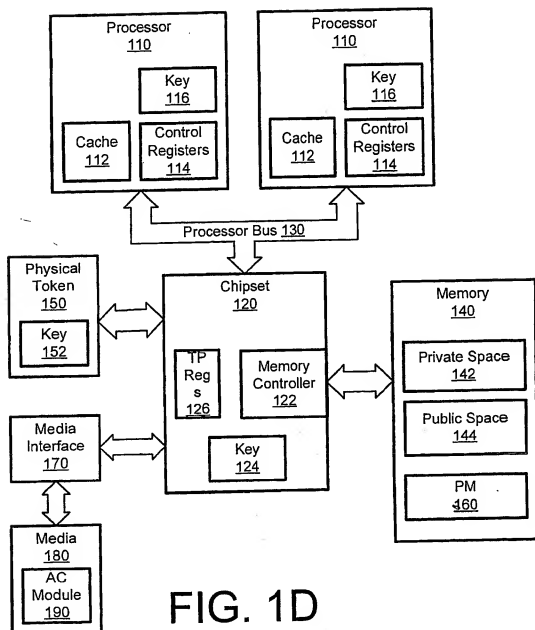 Processor
110
Key
116
Cache
112
Control
Registers
114
Processor
110
Key
116
Cache
112
Control
Registers
114
Processor Bus 130
Physical
Token
150
Key
152
Chipset
120
TP
Reg
s
126
Memory
Controller
122
Key
124
Memory
140
Private Space
142
Public Space
144
PM
160
Media
Interface
170
Media
180
AC
Module
190
FIG. 1D